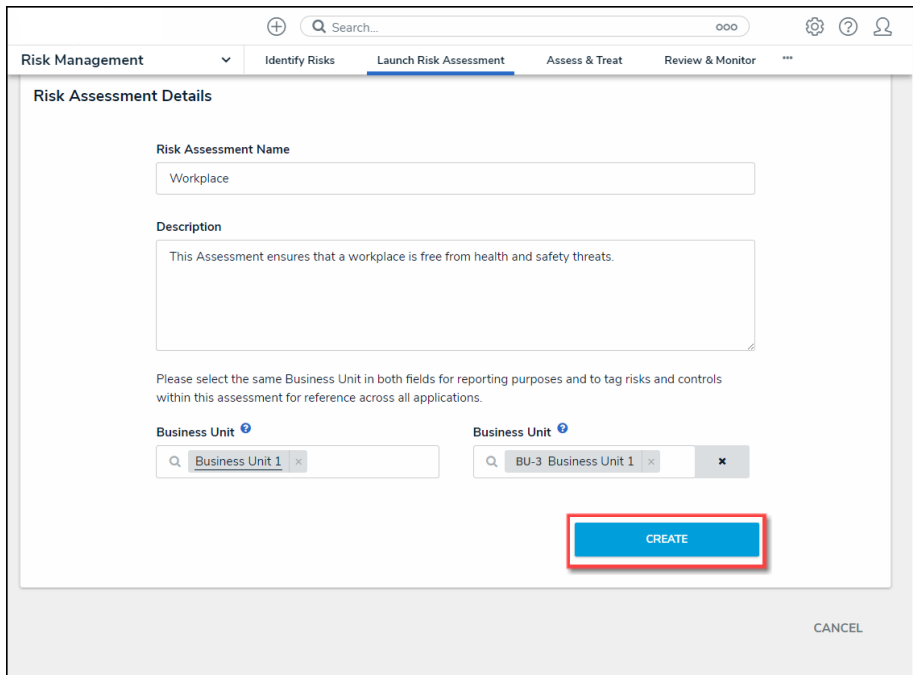 Search...
Risk Management
Identify Risks
Launch Risk Assessment
Assess & Treat
Review & Monitor
Risk Assessment Details
Risk Assessment Name
Workplace
Description
This Assessment ensures that a workplace is free from health and safety threats.
Please select the same Business Unit in both fields for reporting purposes and to tag risks and controls
within this assessment for reference across all applications.
Business Unit
Business Unit
Business Unit 1
BU-3 Business Unit 1
CREATE
CANCEL